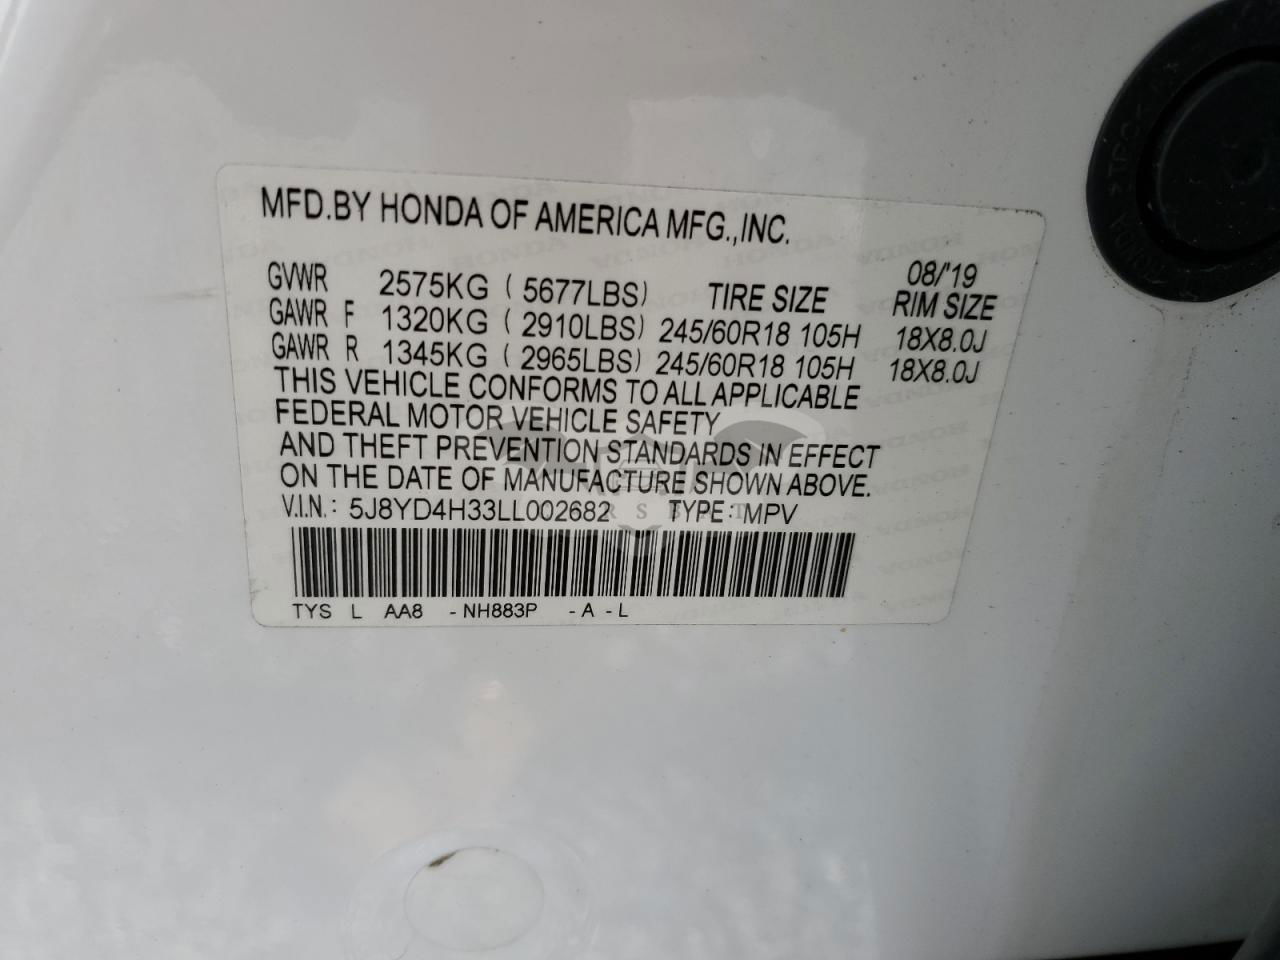 MFD.BY HONDA OF AMERICA MFG.,INC.
08/'19
GVWR 2575KG ( 5677LBS) TIRE SIZE RIM SIZE
GAWR F 1320KG ( 2910LBS) 245/60R18 105H 18X8.0J
GAWR R 1345KG ( 2965LBS) 245/60R18 105H 18X8.0J
THIS VEHICLE CONFORMS TO ALL APPLICABLE
FEDERAL MOTOR VEHICLE SAFETY
AND THEFT PREVENTION STANDARDS IN EFFECT
ON THE DATE OF MANUFACTURE SHOWN ABOVE.
V.I.N.: 5J8YD4H33LL002682 TYPE: MPV
TYS L AA8 - NH883P - A - L
HONDA